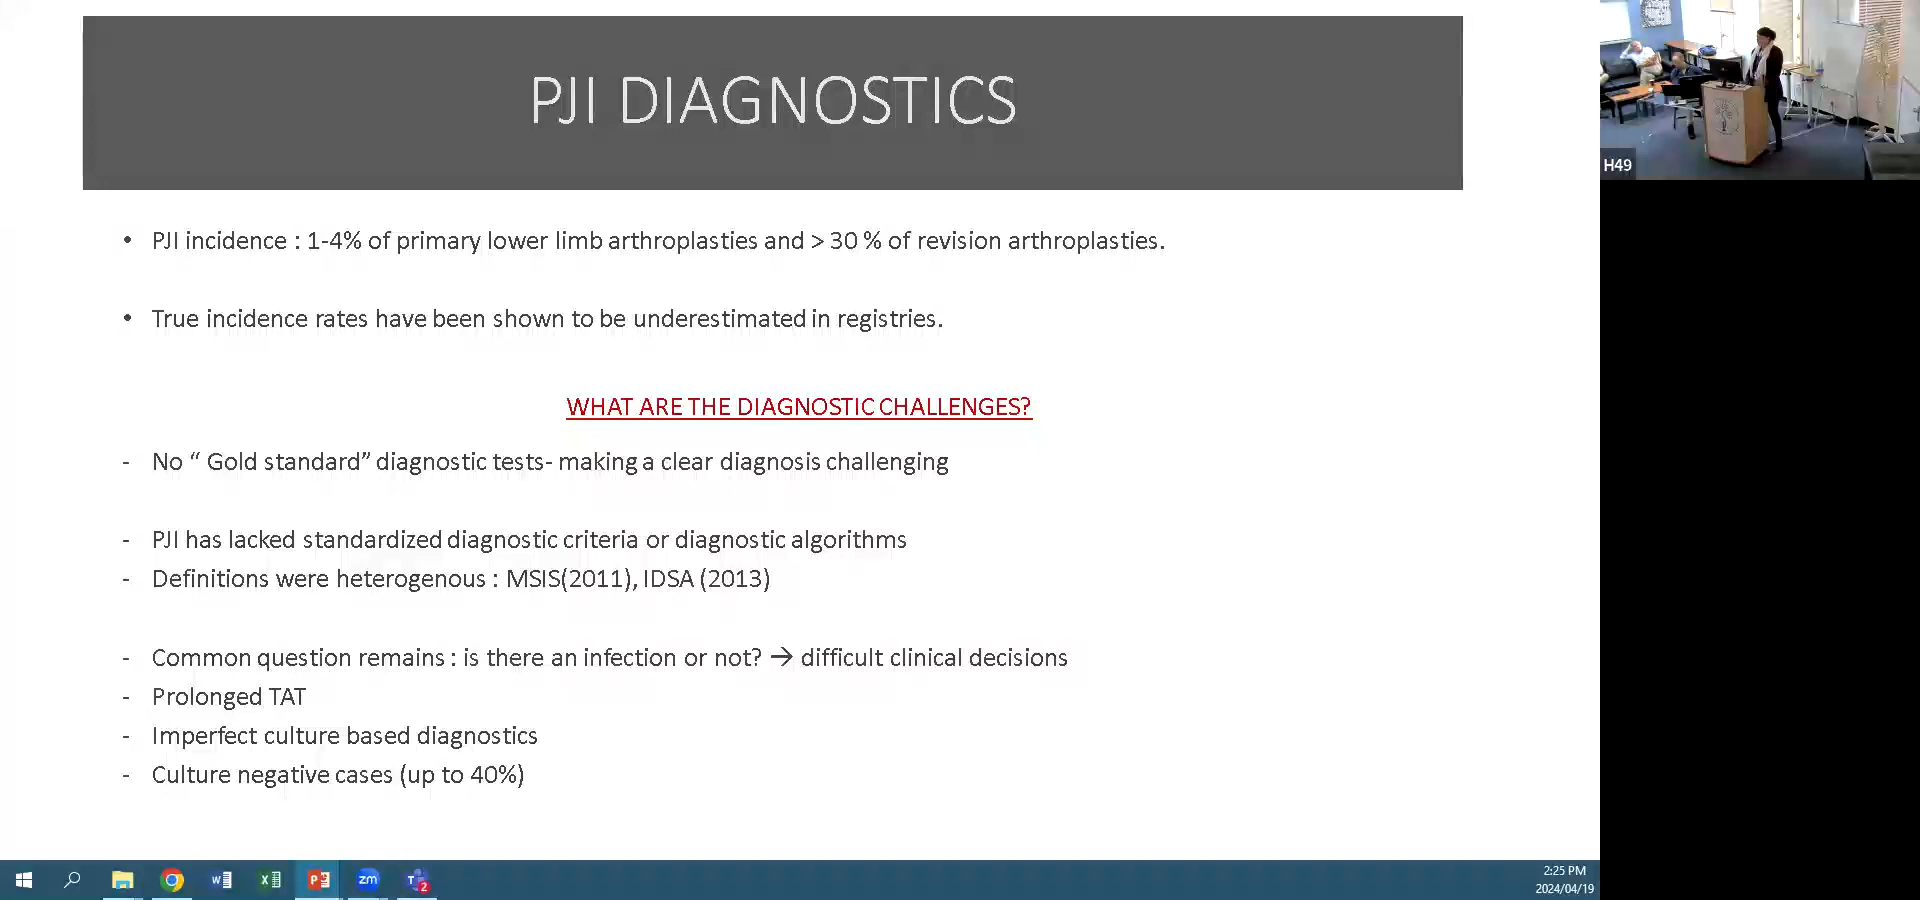 PJI DIAGNOSTICS
• PJI incidence : 1-4% of primary lower limb arthroplasties and > 30 % of revision arthroplasties.
• True incidence rates have been shown to be underestimated in registries.
WHAT ARE THE DIAGNOSTIC CHALLENGES?
- No “ Gold standard” diagnostic tests- making a clear diagnosis challenging
- PJI has lacked standardized diagnostic criteria or diagnostic algorithms
- Definitions were heterogenous : MSIS(2011), IDSA (2013)
- Common question remains : is there an infection or not? → difficult clinical decisions
- Prolonged TAT
- Imperfect culture based diagnostics
- Culture negative cases (up to 40%)
H49
zm
2
2:25 PM
2024/04/19